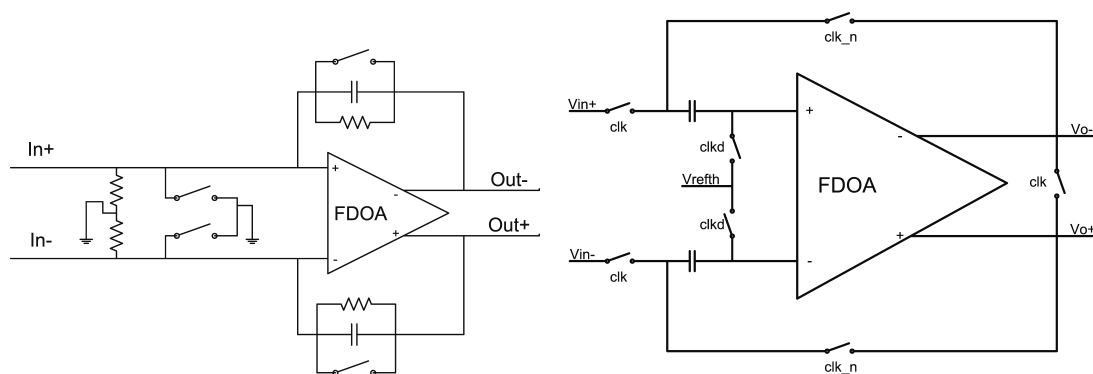 In+
In-
+
-
-
+
FDOA
Out-
Out+
clk_n
Vin+
clk
clkd
Vrefth
clkd
Vin-
clk
+
-
-
+
FDOA
Vo-
clk
Vo+
clk_n